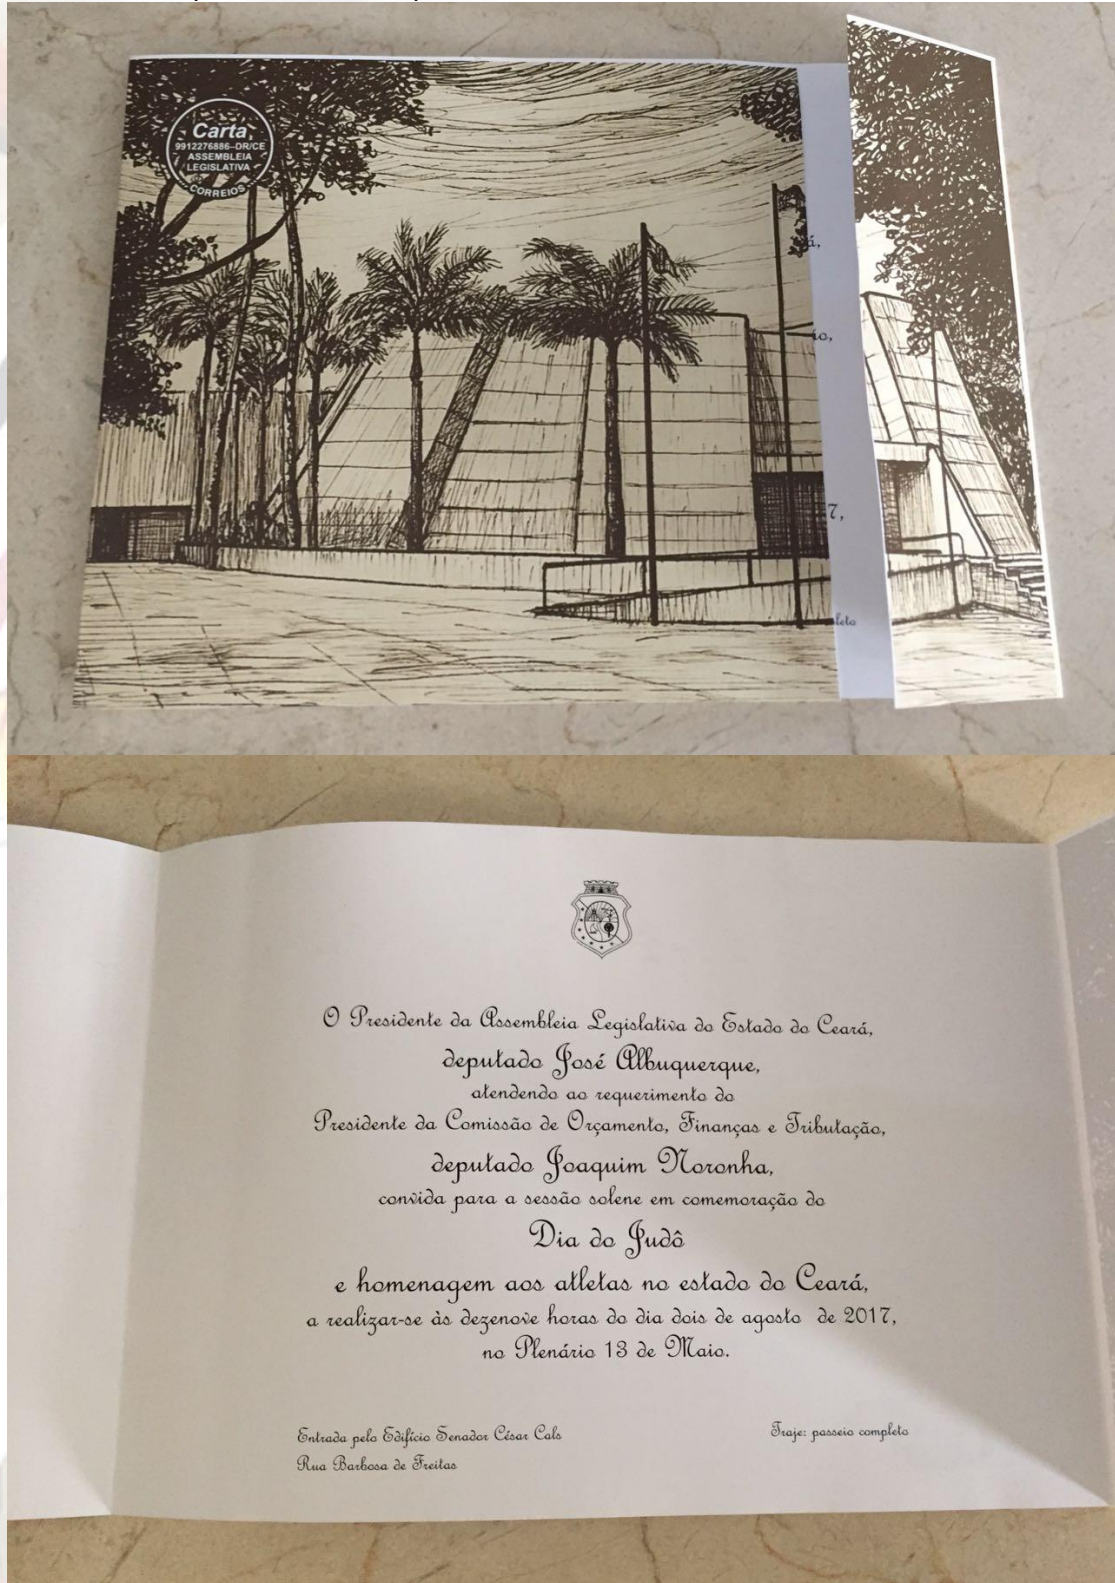 Carta
9912276886-DR/CE
ASSEMBLEIA
LEGISLATIVA
CORREIOS
á,
io,
7,
leto
O Presidente da Assembleia Legislativa do Estado do Ceará,
deputado José Albuquerque,
atendendo ao requerimento do
Presidente da Comissão de Orçamento, Finanças e Tributação,
deputado Joaquim Noronha,
convida para a sessão solene em comemoração do
Dia do Judô
e homenagem aos atletas no estado do Ceará,
a realizar-se às dezenove horas do dia dois de agosto de 2017,
no Plenário 13 de Maio.
Entrada pelo Edifício Senador César Cals
Rua Barbosa de Freitas
Traje: passeio completo